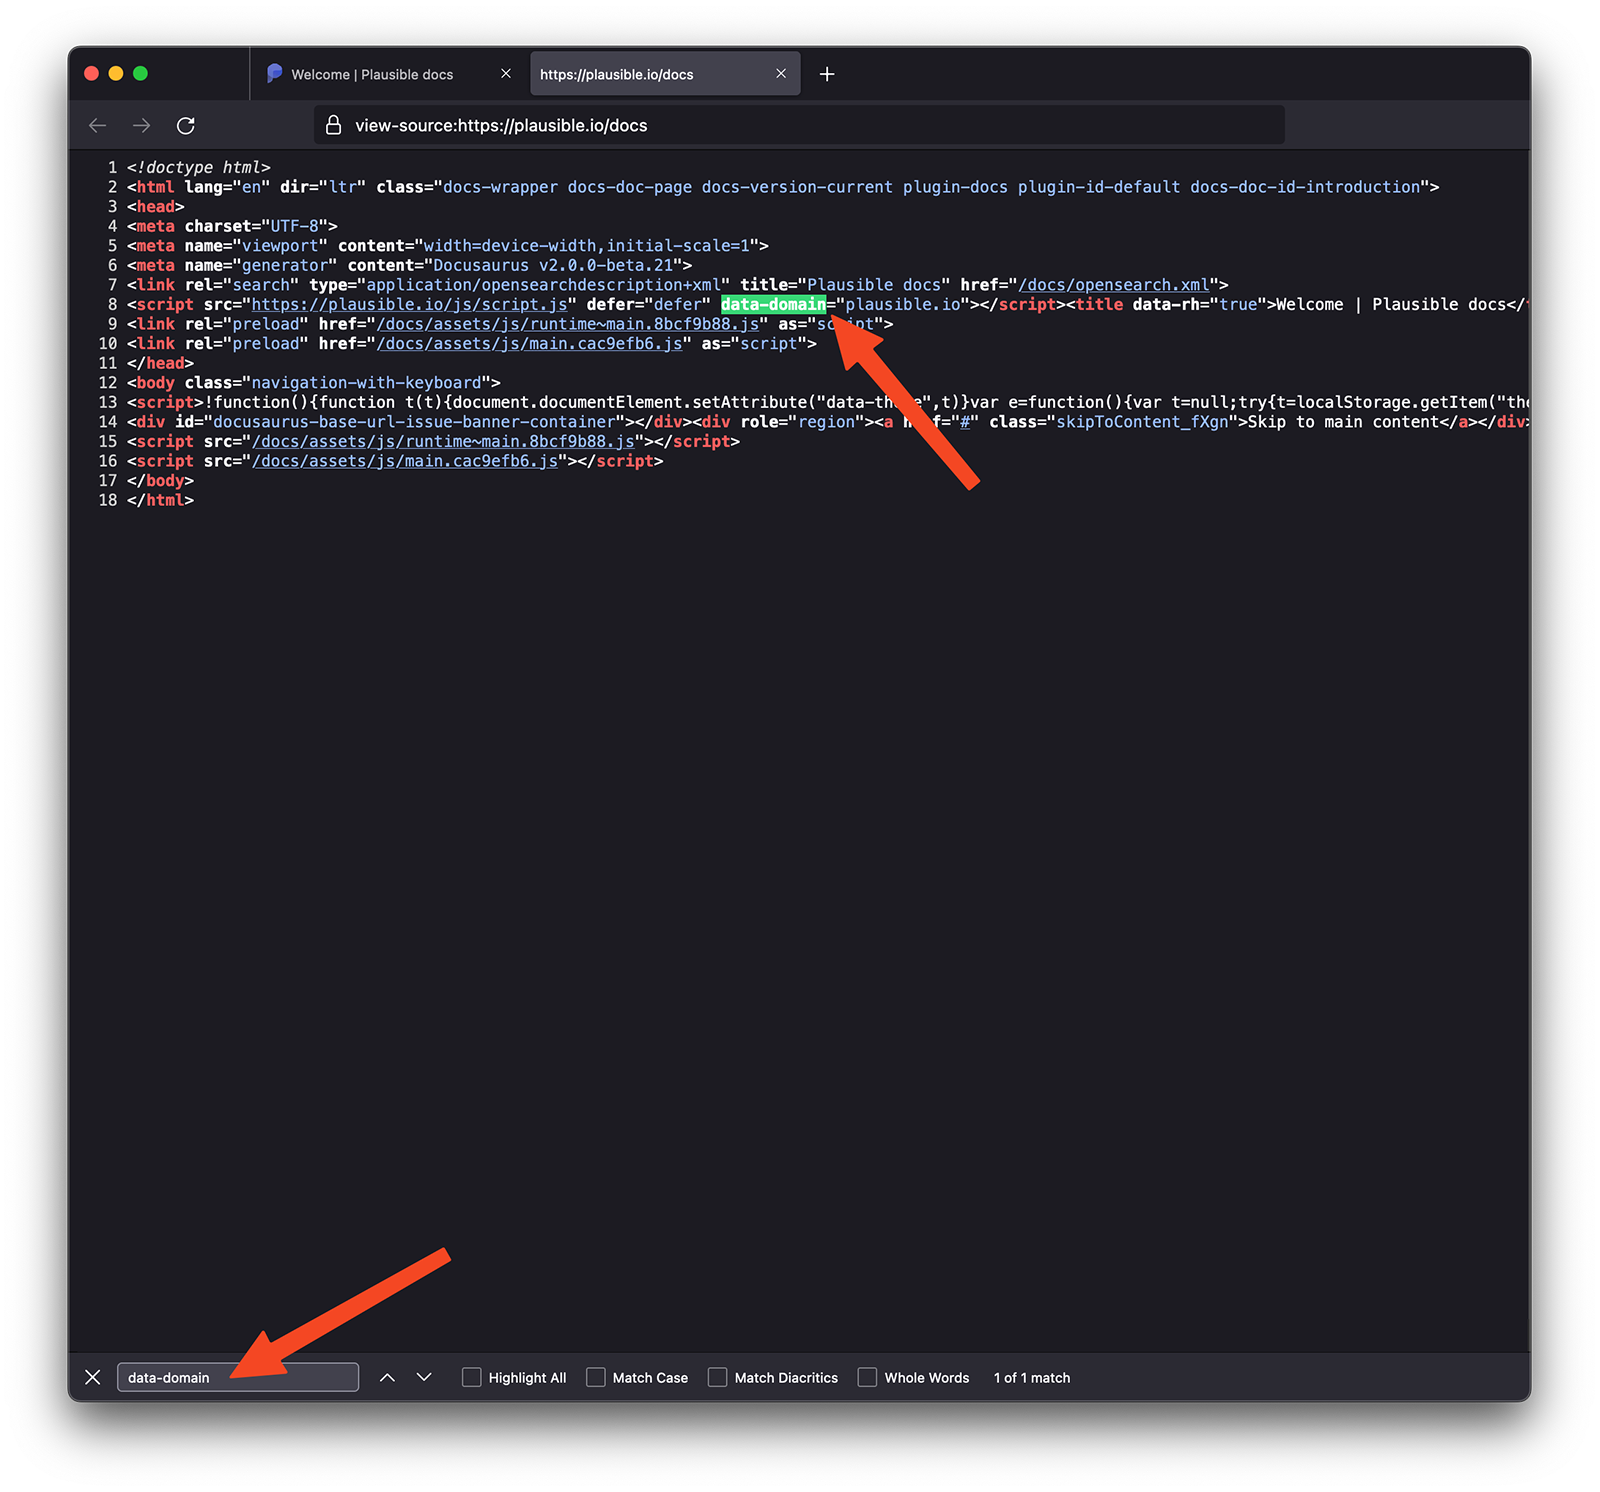 Welcome | Plausible docs
https://plausible.io/docs
view-source:https://plausible.io/docs
1 <!doctype html>
2 <html lang="en" dir="ltr" class="docs-wrapper docs-doc-page docs-version-current plugin-docs plugin-id-default docs-doc-id-introduction">
3 <head>
4 <meta charset="UTF-8">
5 <meta name="viewport" content="width=device-width,initial-scale=1">
6 <meta name="generator" content="Docusaurus v2.0.0-beta.21">
7 <link rel="search" type="application/opensearchdescription+xml" title="Plausible docs" href="/docs/opensearch.xml">
8 <script src="https://plausible.io/js/script.js" defer="defer" data-domain="plausible.io"></script><title data-rh="true">Welcome | Plausible docs</
9 <link rel="preload" href="/docs/assets/js/runtime~main.8bcf9b88.js" as="script">
10 <link rel="preload" href="/docs/assets/js/main.cac9efb6.js" as="script">
11 </head>
12 <body class="navigation-with-keyboard">
13 <script>!function(){function t(t){document.documentElement.setAttribute("data-theme",t)}var e=function(){var t=null;try{t=localStorage.getItem("the
14 <div id="docusaurus-base-url-issue-banner-container"></div><div role="region"><a href="#" class="skipToContent_fXgn">Skip to main content</a></div
15 <script src="/docs/assets/js/runtime~main.8bcf9b88.js"></script>
16 <script src="/docs/assets/js/main.cac9efb6.js"></script>
17 </body>
18 </html>
data-domain Highlight All Match Case Match Diacritics Whole Words 1 of 1 match